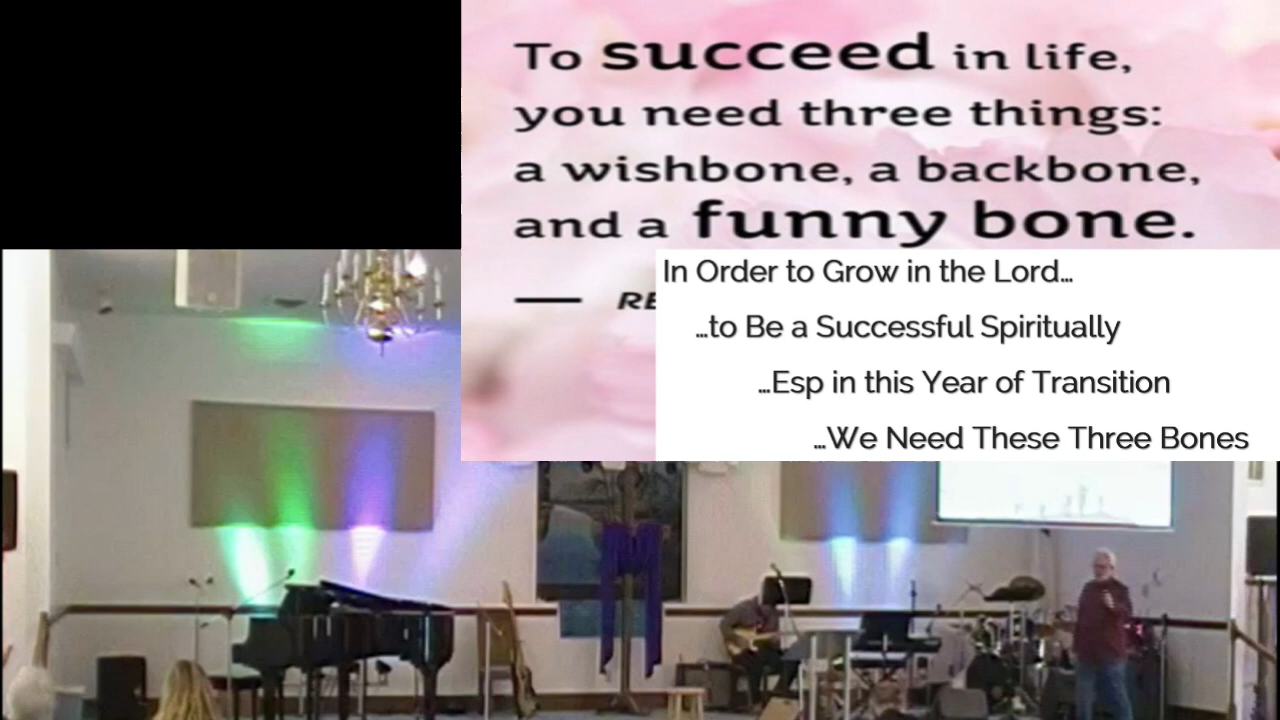 To succeed in life,
you need three things:
a wishbone, a backbone,
and a funny bone.
In Order to Grow in the Lord…
…to Be a Successful Spiritually
…Esp in this Year of Transition
…We Need These Three Bones